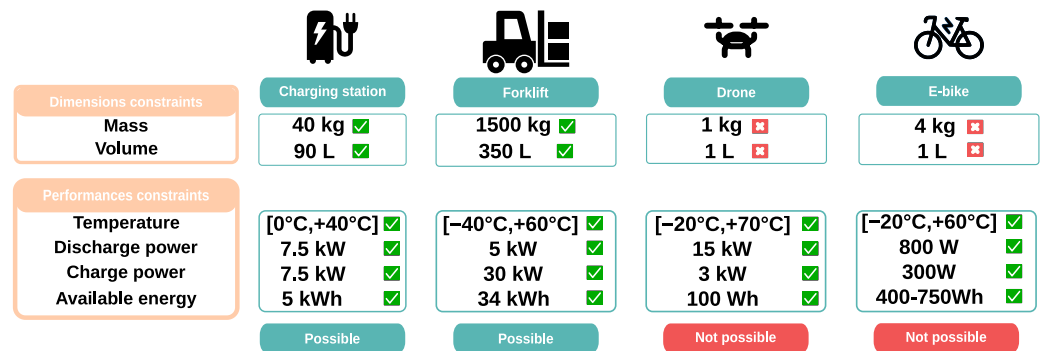 Charging station Forklift Drone E-bike
Dimensions constraints
Mass 40 kg 1500 kg 1 kg 4 kg
Volume 90 L 350 L 1 L 1 L
Performances constraints
Temperature [0°C,+40°C] [−40°C,+60°C] [−20°C,+70°C] [−20°C,+60°C]
Discharge power 7.5 kW 5 kW 15 kW 800 W
Charge power 7.5 kW 30 kW 3 kW 300W
Available energy 5 kWh 34 kWh 100 Wh 400-750Wh
Possible Possible Not possible Not possible